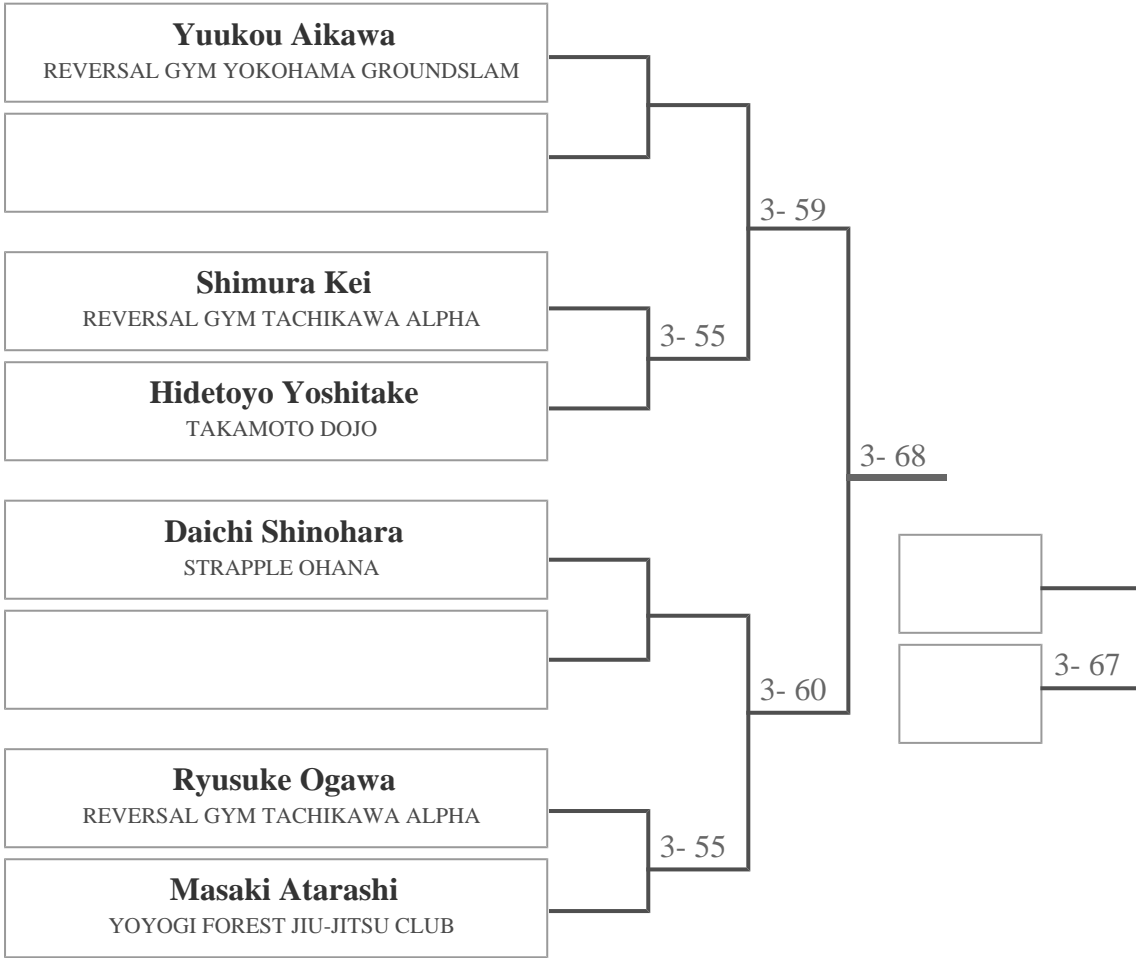 Yuukou Aikawa
REVERSAL GYM YOKOHAMA GROUNDSLAM
3- 59
Shimura Kei
REVERSAL GYM TACHIKAWA ALPHA
3- 55
Hidetoyo Yoshitake
TAKAMOTO DOJO
3- 68
Daichi Shinohara
STRAPPLE OHANA
3- 67
3- 60
Ryusuke Ogawa
REVERSAL GYM TACHIKAWA ALPHA
3- 55
Masaki Atarashi
YOYOGI FOREST JIU-JITSU CLUB